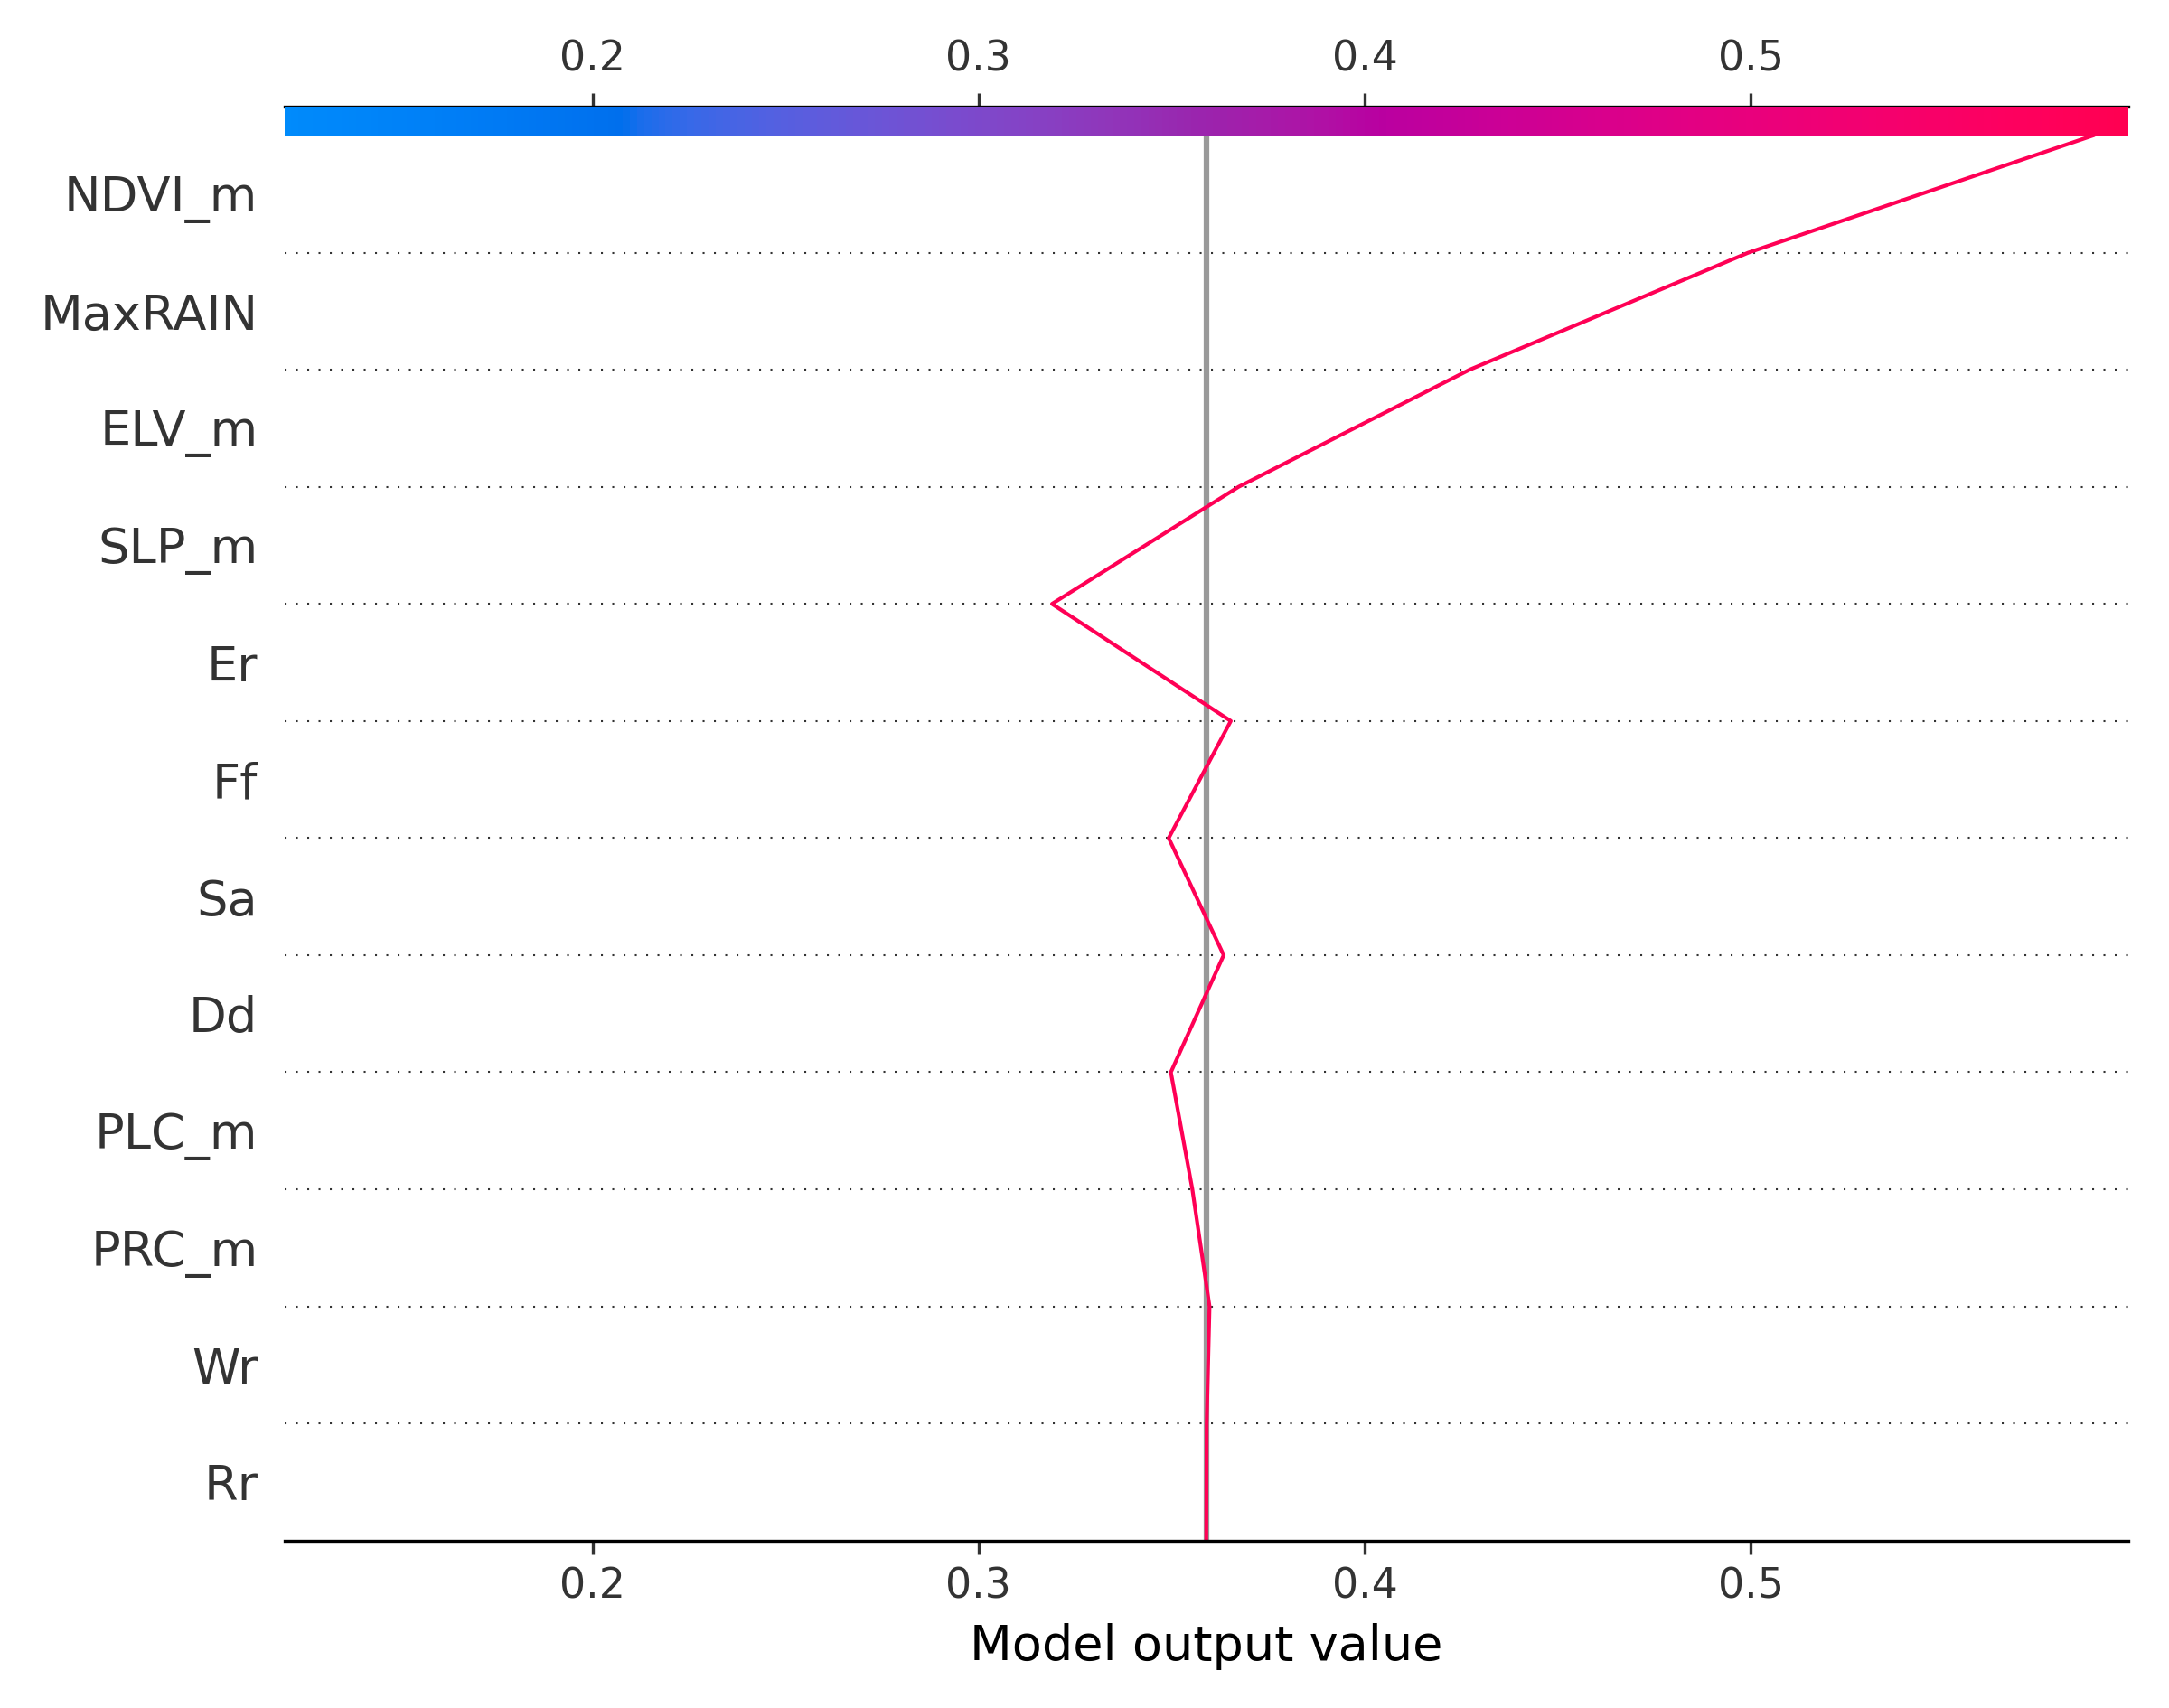 0.2 0.3 0.4 0.5
NDVI_m
MaxRAIN
ELV_m
SLP_m
Er
Ff
Sa
Dd
PLC_m
PRC_m
Wr
Rr
0.2 0.3 0.4 0.5
Model output value